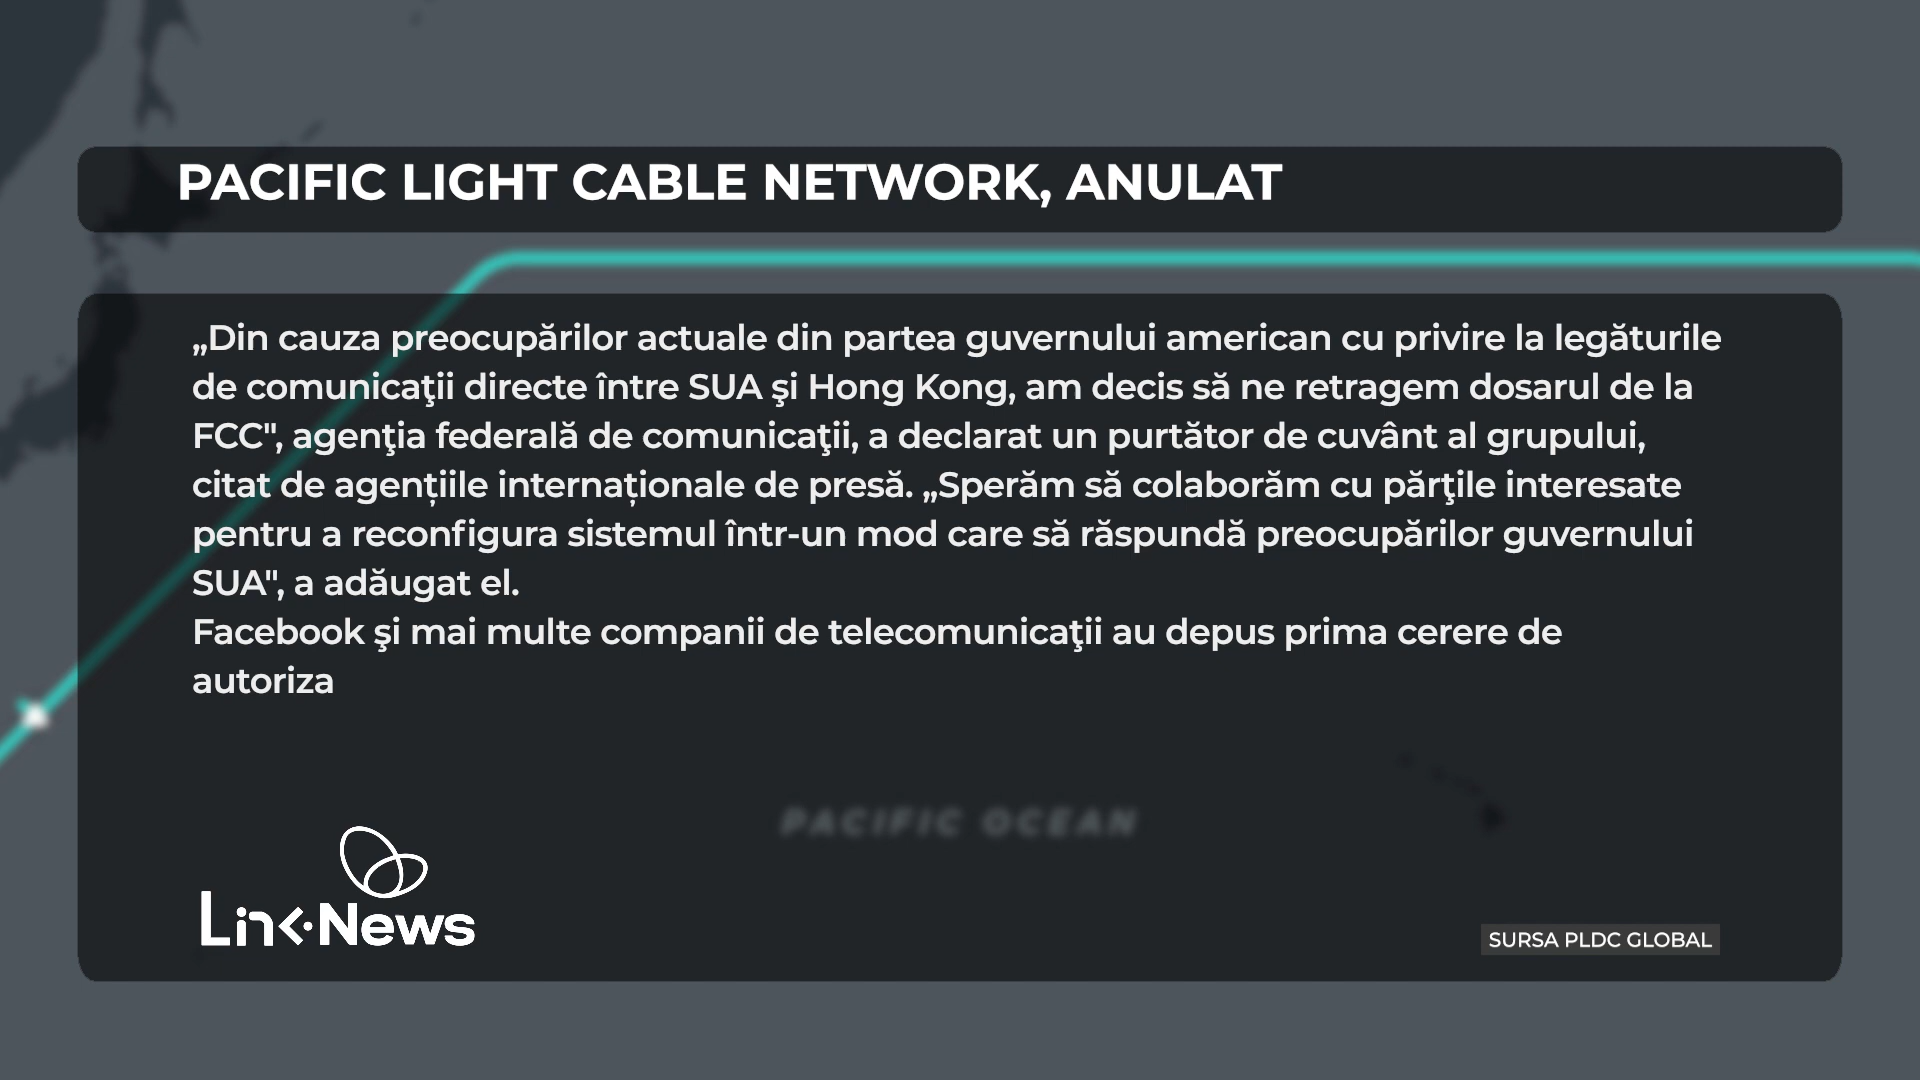 PACIFIC LIGHT CABLE NETWORK, ANULAT
„Din cauza preocupărilor actuale din partea guvernului american cu privire la legăturile
de comunicaţii directe între SUA şi Hong Kong, am decis să ne retragem dosarul de la
FCC", agenţia federală de comunicaţii, a declarat un purtător de cuvânt al grupului,
citat de agențiile internaționale de presă. „Sperăm să colaborăm cu părţile interesate
pentru a reconfigura sistemul într-un mod care să răspundă preocupărilor guvernului
SUA", a adăugat el.
Facebook şi mai multe companii de telecomunicaţii au depus prima cerere de
autoriza
PACIFIC OCEAN
Link News
SURSA PLDC GLOBAL